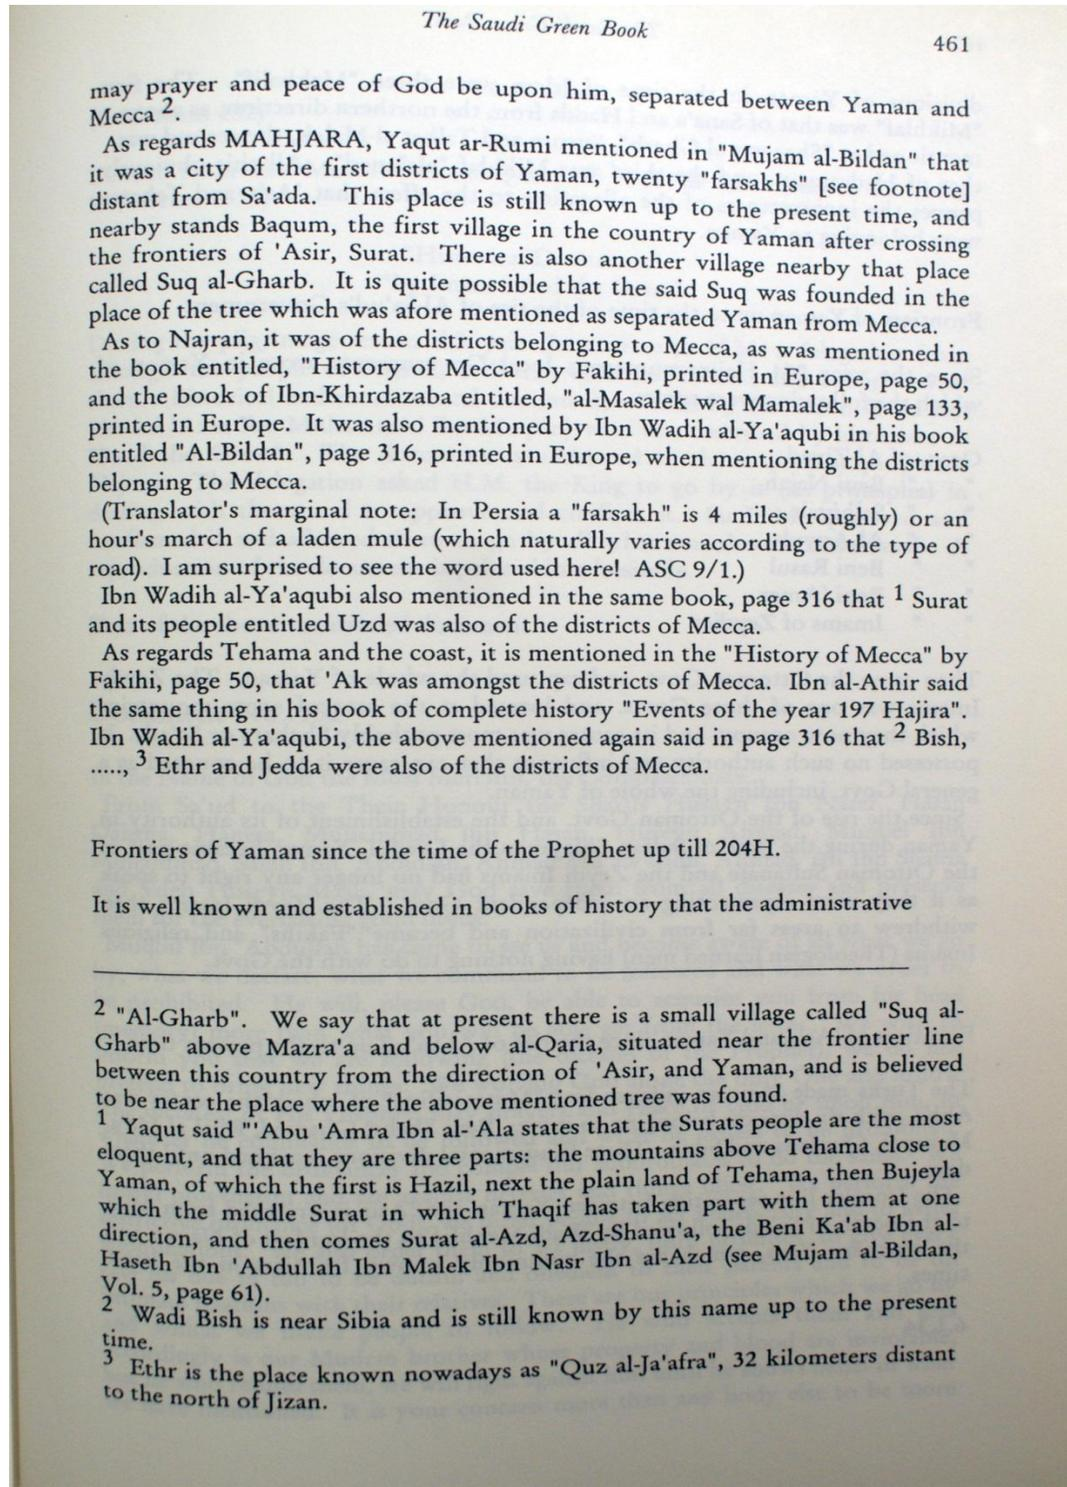 The Saudi Green Book
461
may prayer and peace of God be upon him, separated between Yaman and
Mecca ².
As regards MAHJARA, Yaqut ar-Rumi mentioned in "Mujam al-Bildan" that
it was a city of the first districts of Yaman, twenty "farsakhs" [see footnote]
distant from Sa'ada. This place is still known up to the present time, and
nearby stands Baqum, the first village in the country of Yaman after crossing
the frontiers of 'Asir, Surat. There is also another village nearby that place
called Suq al-Gharb. It is quite possible that the said Suq was founded in the
place of the tree which was afore mentioned as separated Yaman from Mecca.
As to Najran, it was of the districts belonging to Mecca, as was mentioned in
the book entitled, "History of Mecca" by Fakihi, printed in Europe, page 50,
and the book of Ibn-Khirdazaba entitled, "al-Masalek wal Mamalek", page 133,
printed in Europe. It was also mentioned by Ibn Wadih al-Ya'aqubi in his book
entitled "Al-Bildan", page 316, printed in Europe, when mentioning the districts
belonging to Mecca.
(Translator's marginal note: In Persia a "farsakh" is 4 miles (roughly) or an
hour's march of a laden mule (which naturally varies according to the type of
road). I am surprised to see the word used here! ASC 9/1.)
Ibn Wadih al-Ya'aqubi also mentioned in the same book, page 316 that ¹ Surat
and its people entitled Uzd was also of the districts of Mecca.
As regards Tehama and the coast, it is mentioned in the "History of Mecca" by
Fakihi, page 50, that 'Ak was amongst the districts of Mecca. Ibn al-Athir said
the same thing in his book of complete history "Events of the year 197 Hajira".
Ibn Wadih al-Ya'aqubi, the above mentioned again said in page 316 that ² Bish,
....., ³ Ethr and Jedda were also of the districts of Mecca.
Frontiers of Yaman since the time of the Prophet up till 204H.
It is well known and established in books of history that the administrative
² "Al-Gharb". We say that at present there is a small village called "Suq al-
Gharb" above Mazra'a and below al-Qaria, situated near the frontier line
between this country from the direction of 'Asir, and Yaman, and is believed
to be near the place where the above mentioned tree was found.
¹ Yaqut said "'Abu 'Amra Ibn al-'Ala states that the Surats people are the most
eloquent, and that they are three parts: the mountains above Tehama close to
Yaman, of which the first is Hazil, next the plain land of Tehama, then Bujeyla
which the middle Surat in which Thaqif has taken part with them at one
direction, and then comes Surat al-Azd, Azd-Shanu'a, the Beni Ka'ab Ibn al-
Haseth Ibn 'Abdullah Ibn Malek Ibn Nasr Ibn al-Azd (see Mujam al-Bildan,
Vol. 5, page 61).
² Wadi Bish is near Sibia and is still known by this name up to the present
time.
³ Ethr is the place known nowadays as "Quz al-Ja'afra", 32 kilometers distant
to the north of Jizan.